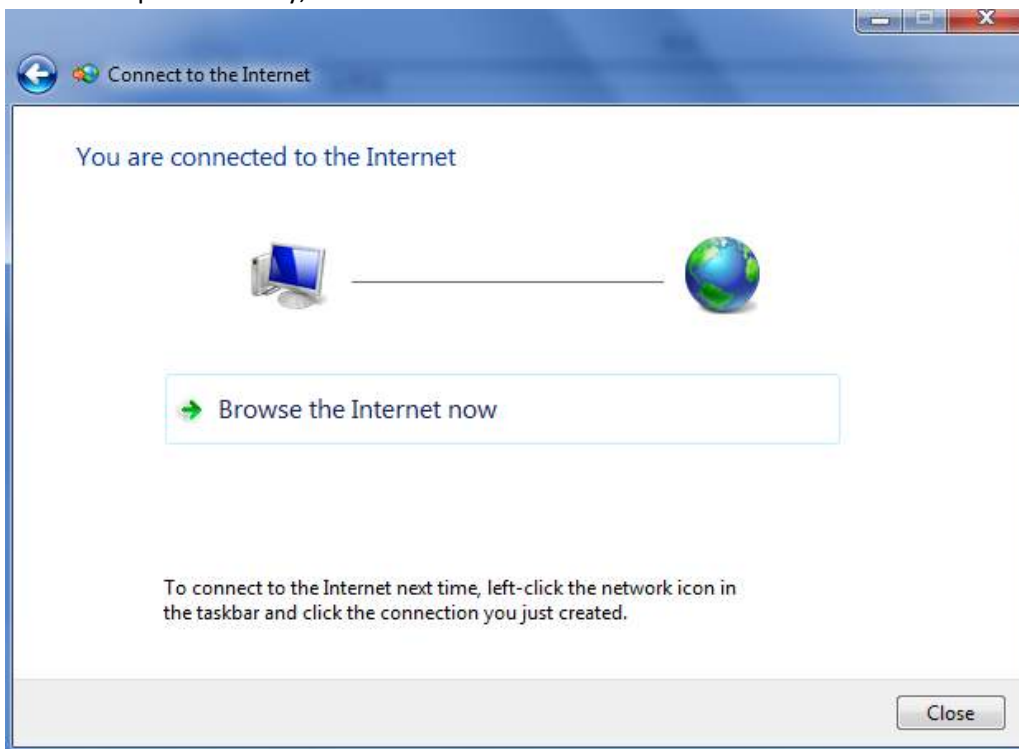 Connect to the Internet
You are connected to the Internet
Browse the Internet now
To connect to the Internet next time, left-click the network icon in
the taskbar and click the connection you just created.
Close